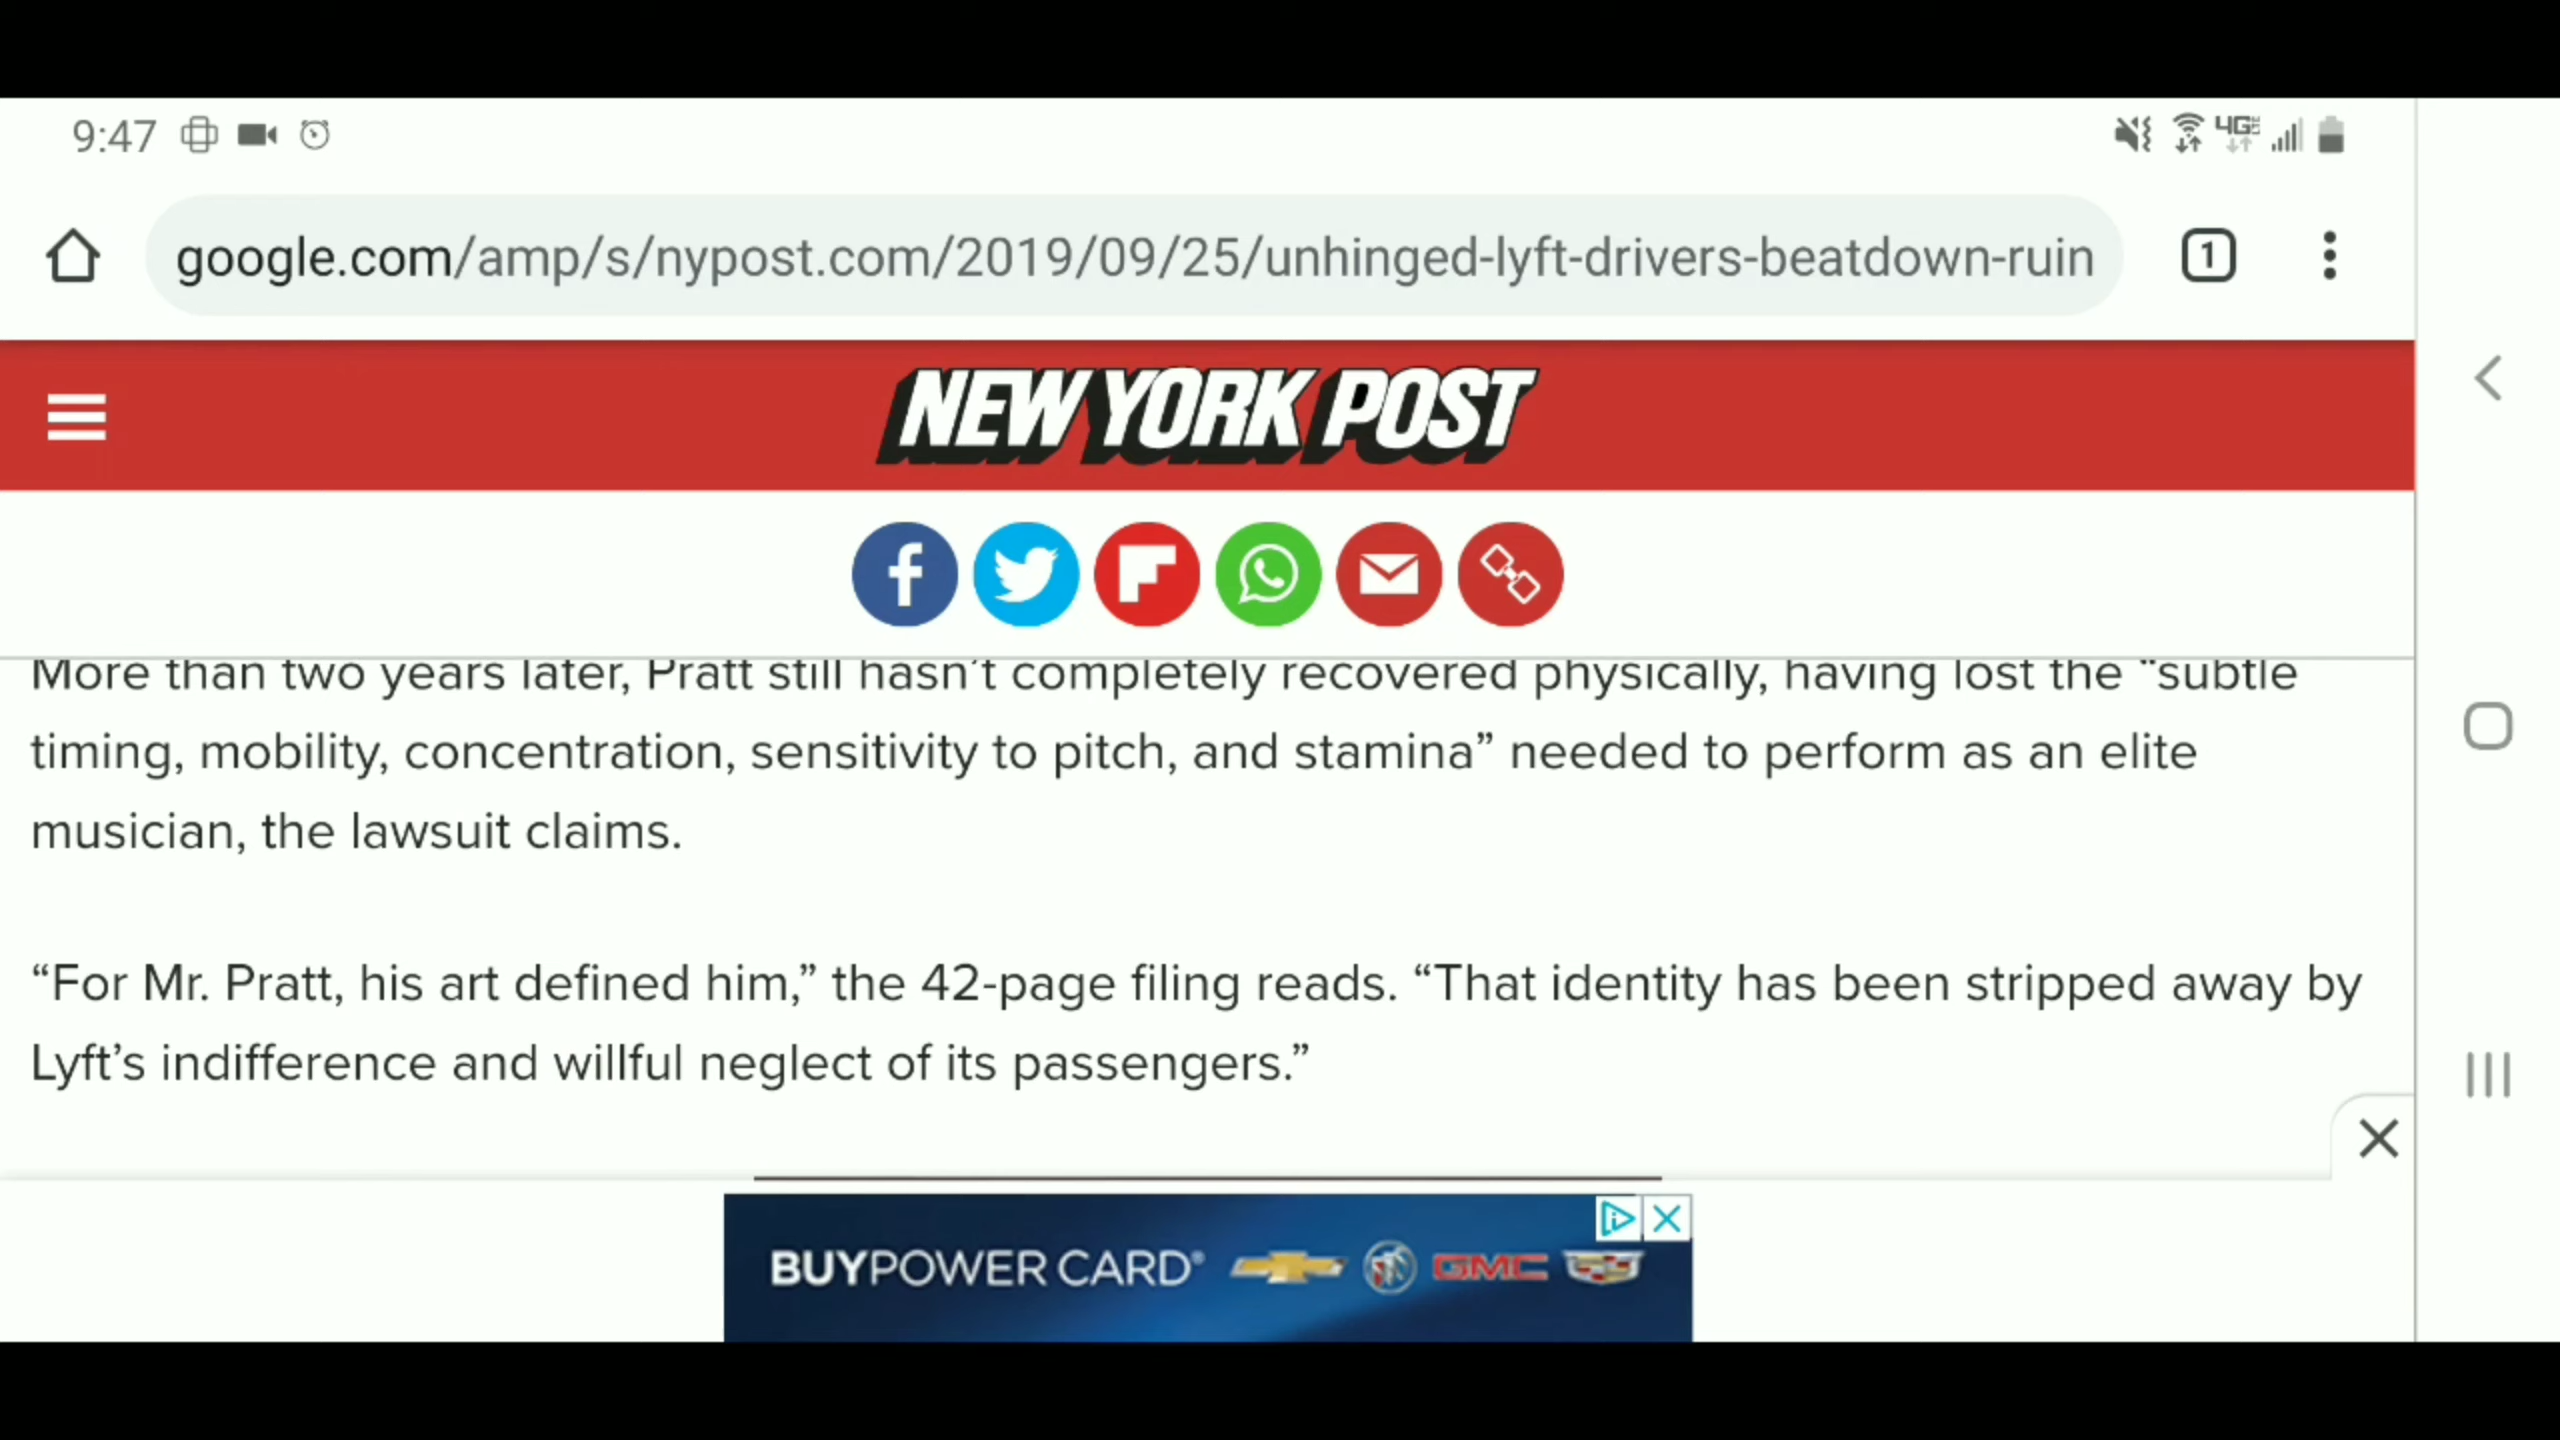 9:47
4GE
google.com/amp/s/nypost.com/2019/09/25/unhinged-lyft-drivers-beatdown-ruin
1
NEW YORK POST
More than two years later, Pratt still hasn't completely recovered physically, having lost the “subtle
timing, mobility, concentration, sensitivity to pitch, and stamina” needed to perform as an elite
musician, the lawsuit claims.
“For Mr. Pratt, his art defined him,” the 42-page filing reads. “That identity has been stripped away by
Lyft’s indifference and willful neglect of its passengers.”
BUYPOWER CARD® GMC